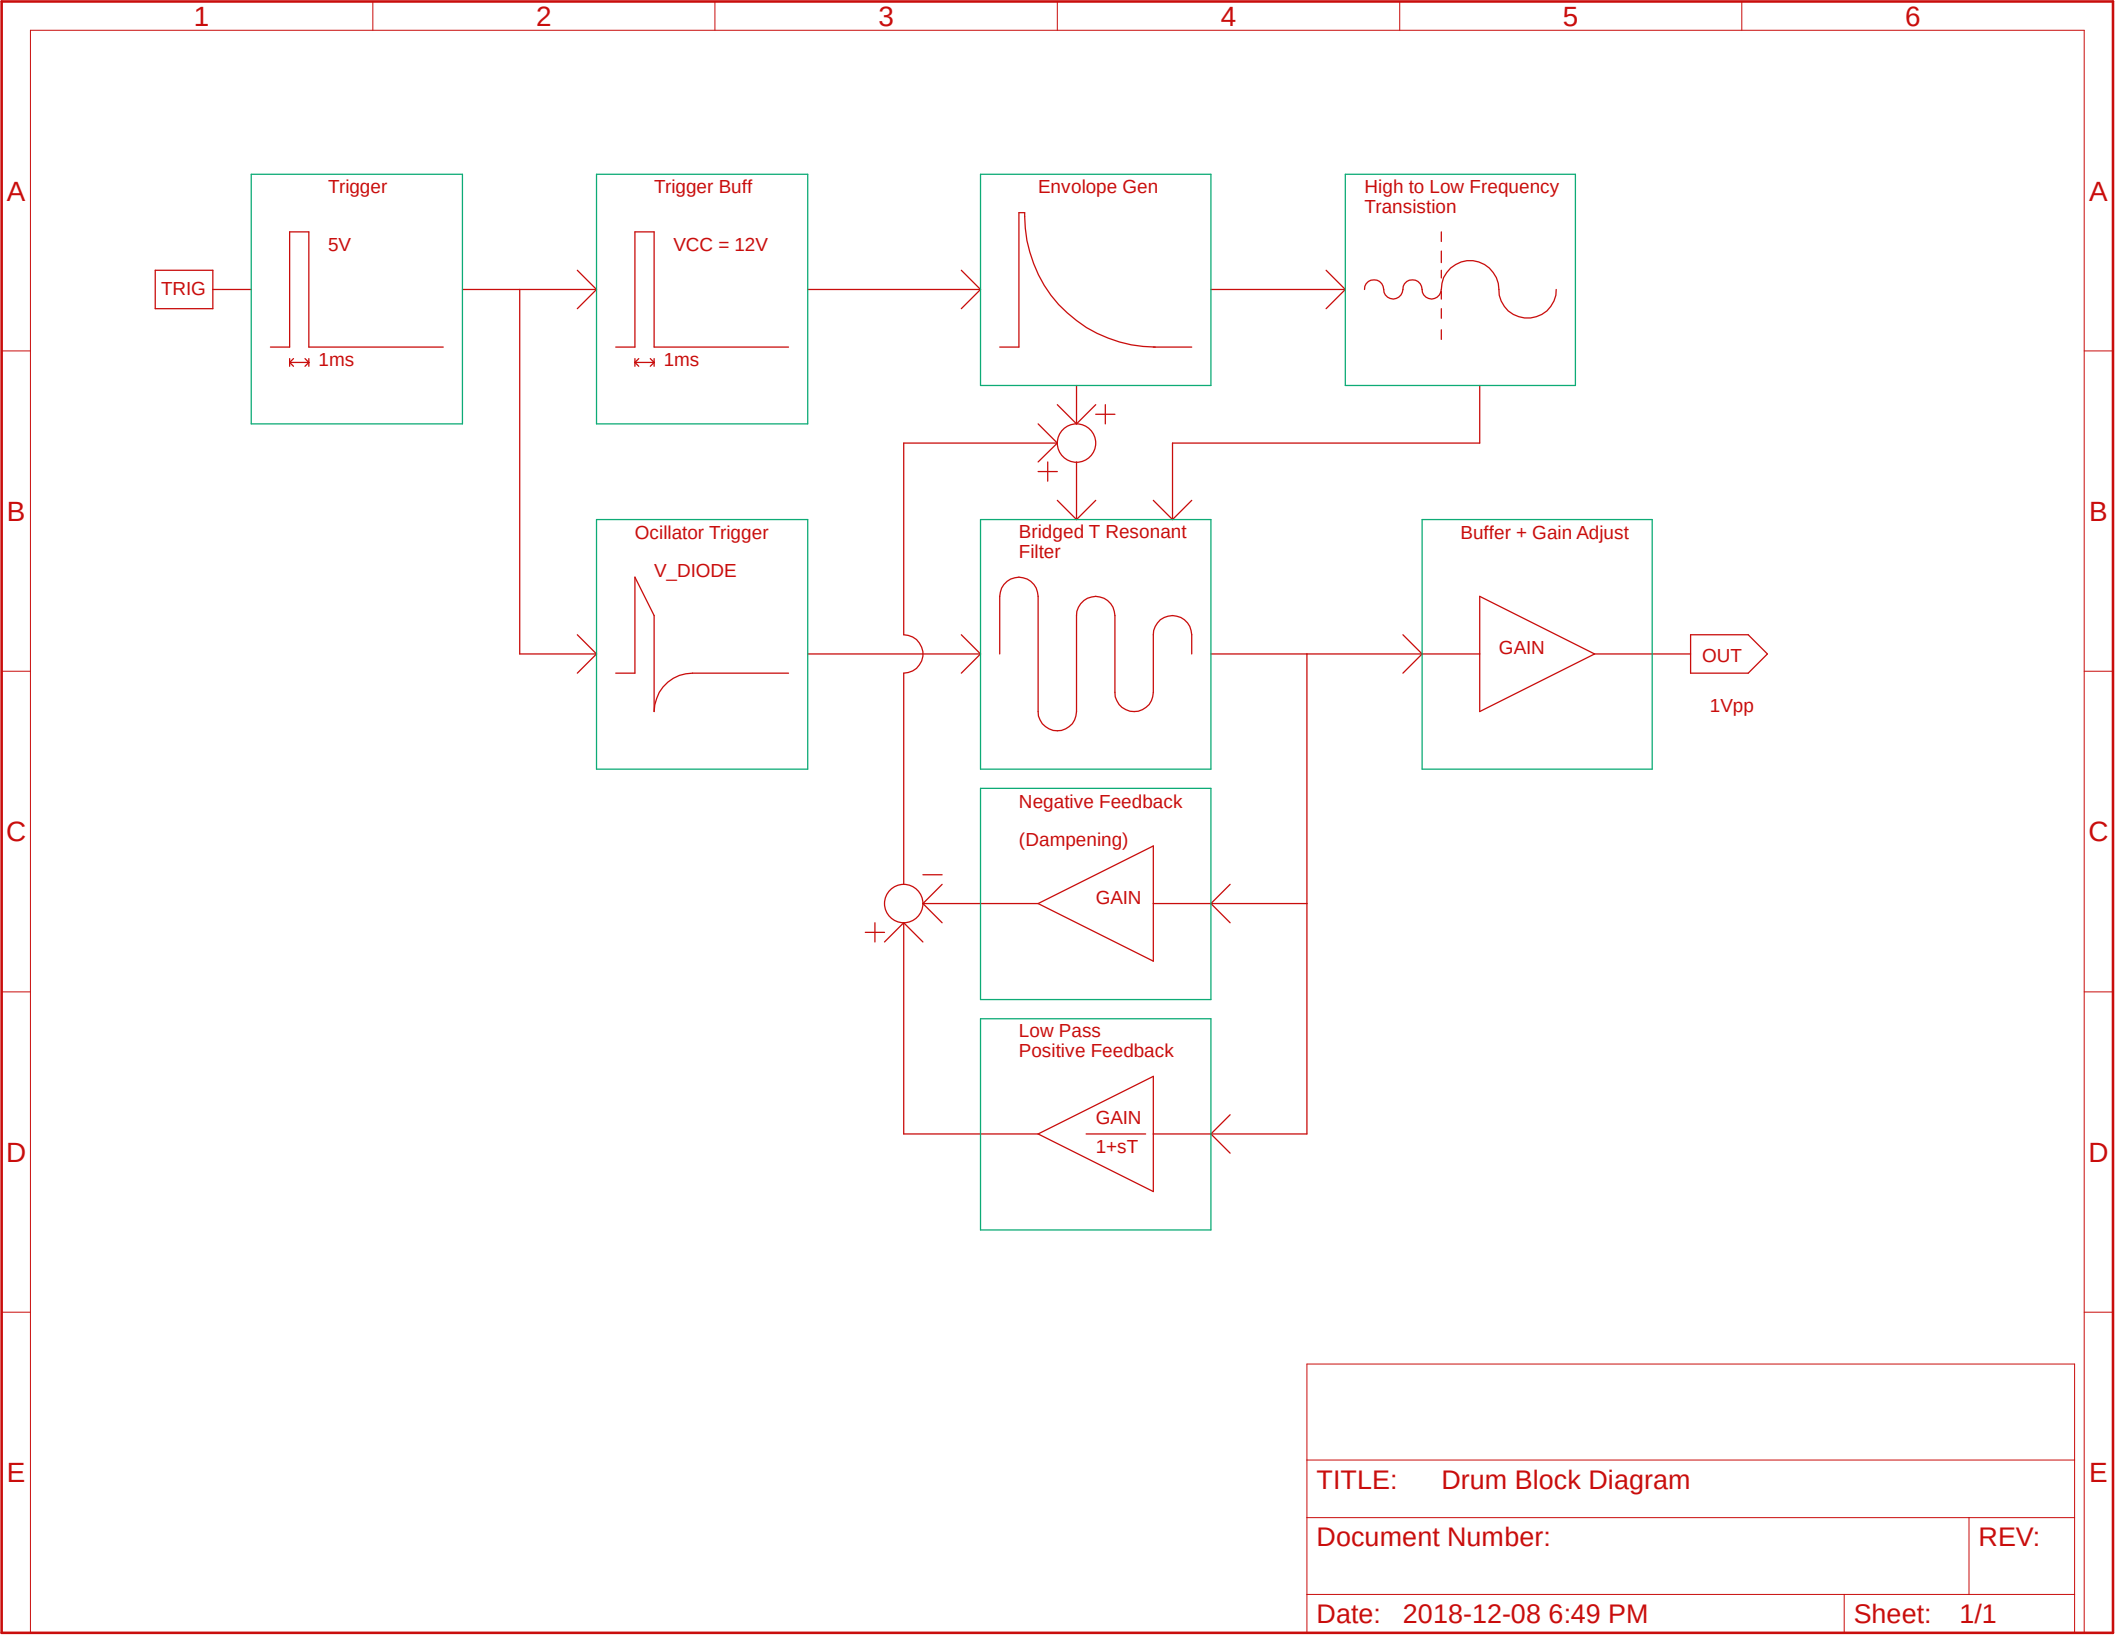 1 2 3 4 5 6
A A
Trigger
Trigger Buff
Envolope Gen
High to Low Frequency
Transistion
5V
VCC = 12V
TRIG
1ms
1ms
+
+
B B
Ocillator Trigger
V_DIODE
Bridged T Resonant
Filter
Buffer + Gain Adjust
GAIN
OUT
1Vpp
C C
Negative Feedback
(Dampening)
GAIN
–
+
Low Pass
Positive Feedback
GAIN
1+sT
D D
E E
TITLE: Drum Block Diagram
Document Number:
REV:
Date: 2018-12-08 6:49 PM
Sheet: 1/1